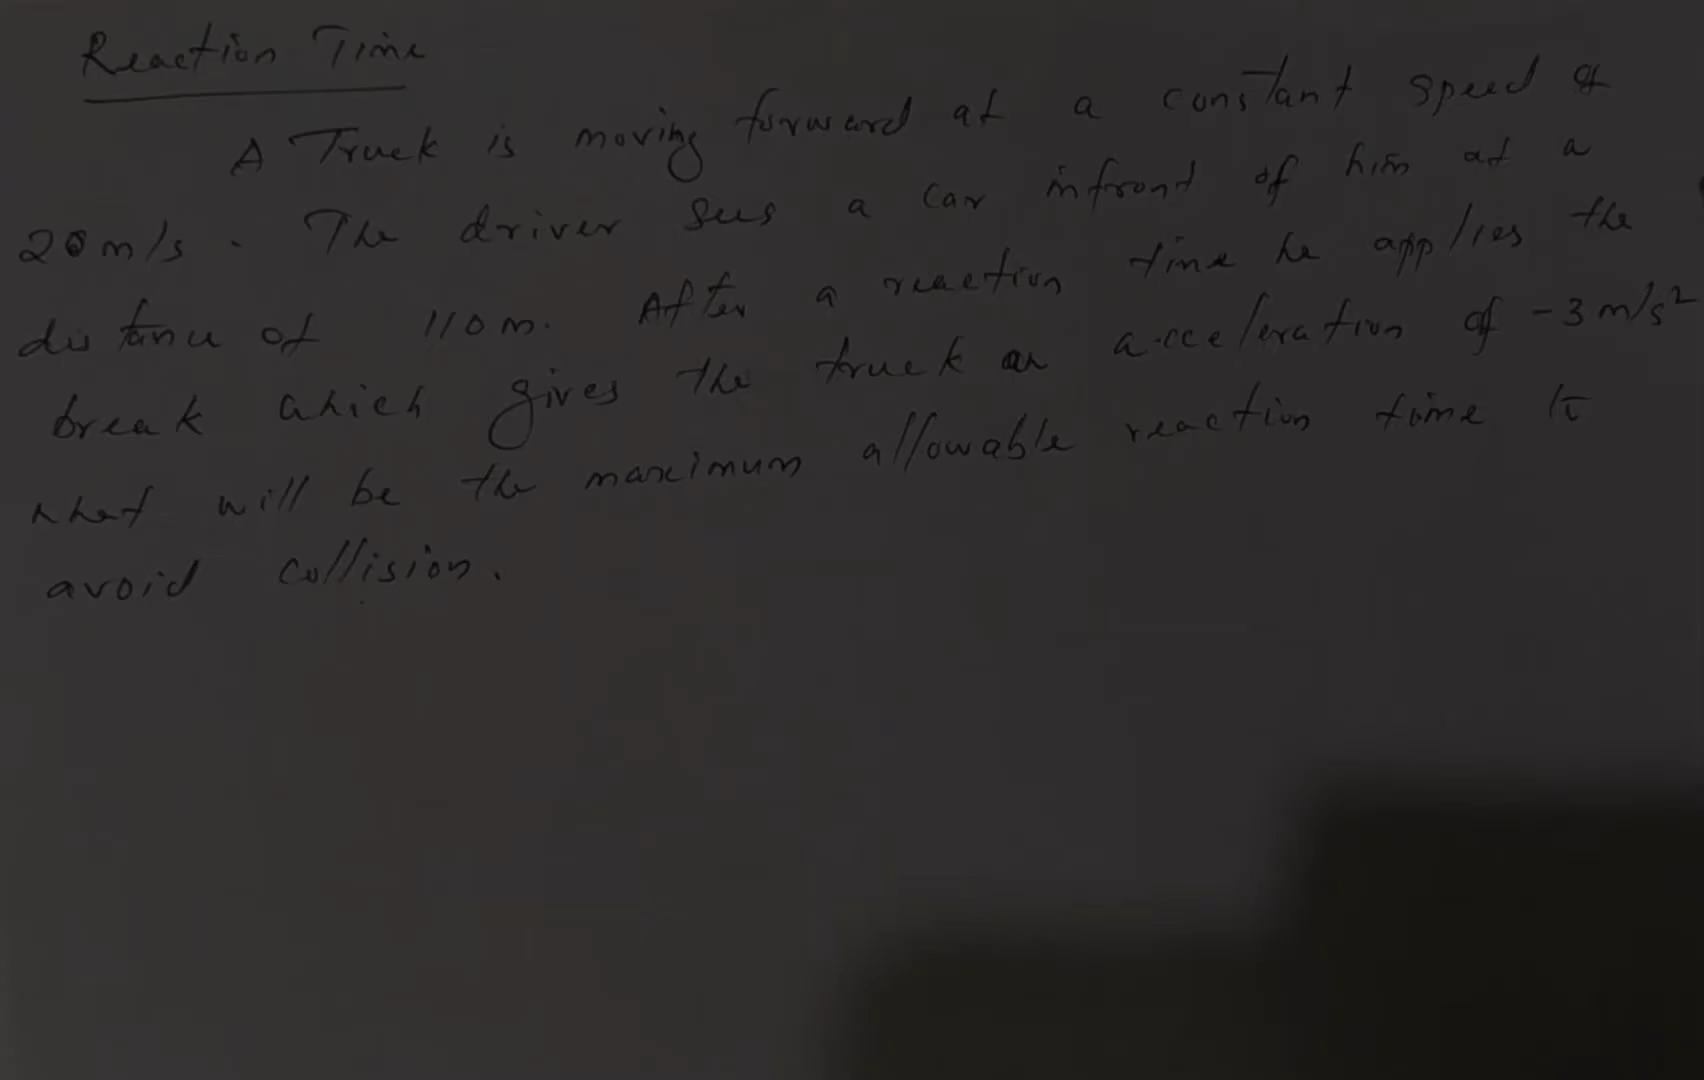 Reaction Time
A Truck is moving forward at a constant speed of
20 m/s. The driver sees a car infront of him at a
distance of 110 m. After a reaction time he applies the
break which gives the truck an acceleration of -3 m/s²
what will be the maximum allowable reaction time to
avoid collision.